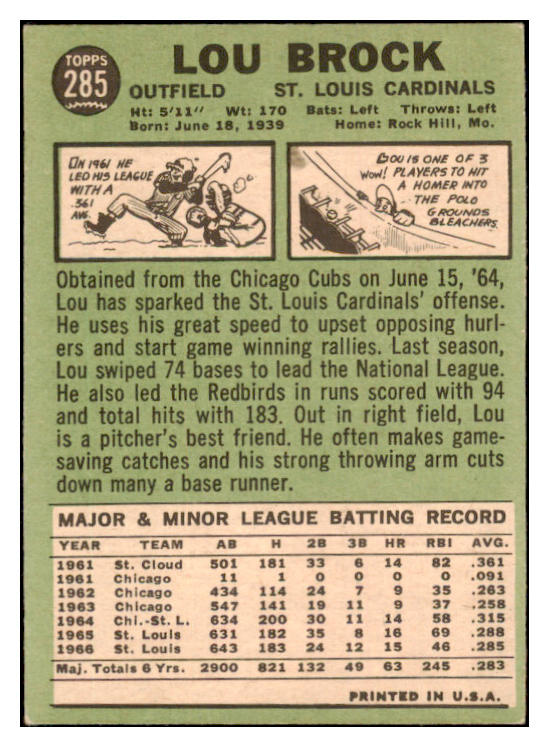 TOPPS
285
LOU BROCK
OUTFIELD ST. LOUIS CARDINALS
Ht: 5'11" Wt: 170 Bats: Left Throws: Left
Born: June 18, 1939 Home: Rock Hill, Mo.
IN 1961 HE
LED HIS LEAGUE
WITH A
.361
AVG.
LOU IS ONE OF 3
WOW! PLAYERS TO HIT
A HOMER INTO
THE POLO
GROUNDS
BLEACHERS.
Obtained from the Chicago Cubs on June 15, '64,
Lou has sparked the St. Louis Cardinals' offense.
He uses his great speed to upset opposing hurl-
ers and start game winning rallies. Last season,
Lou swiped 74 bases to lead the National League.
He also led the Redbirds in runs scored with 94
and total hits with 183. Out in right field, Lou
is a pitcher's best friend. He often makes game-
saving catches and his strong throwing arm cuts
down many a base runner.
MAJOR & MINOR LEAGUE BATTING RECORD
YEAR TEAM AB H 2B 3B HR RBI AVG.
1961 St. Cloud 501 181 33 6 14 82 .361
1961 Chicago 11 1 0 0 0 0 .091
1962 Chicago 434 114 24 7 9 35 .263
1963 Chicago 547 141 19 11 9 37 .258
1964 Chi.-St. L. 634 200 30 11 14 58 .315
1965 St. Louis 631 182 35 8 16 69 .288
1966 St. Louis 643 183 24 12 15 46 .285
Maj. Totals 6 Yrs. 2900 821 132 49 63 245 .283
PRINTED IN U.S.A.